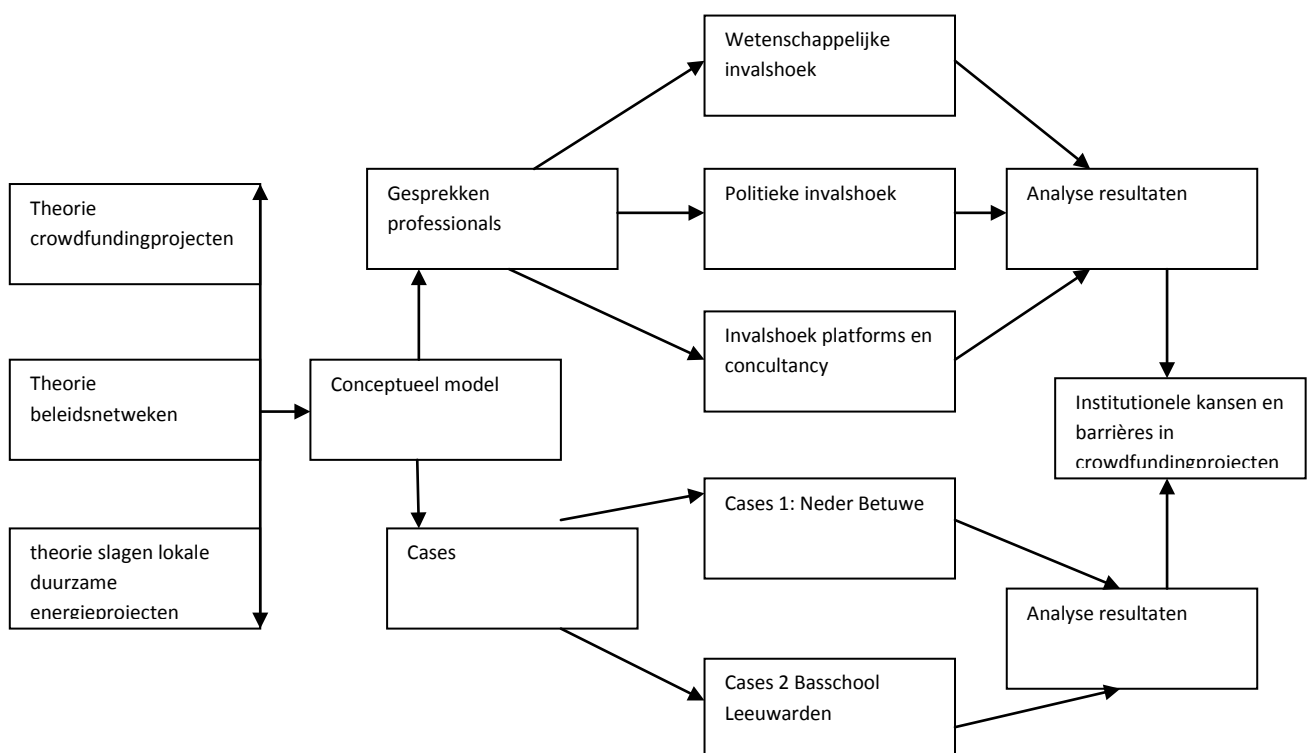 Theorie
crowdfundingprojecten
Theorie
beleidsnetweken
theorie slagen lokale
duurzame
energieprojecten
Conceptueel model
Gesprekken
professionals
Cases
Wetenschappelijke
invalshoek
Politieke invalshoek
Invalshoek platforms en
concultancy
Cases 1: Neder Betuwe
Cases 2 Basschool
Leeuwarden
Analyse resultaten
Institutionele kansen en
barrières in
crowdfundingprojecten
Analyse resultaten